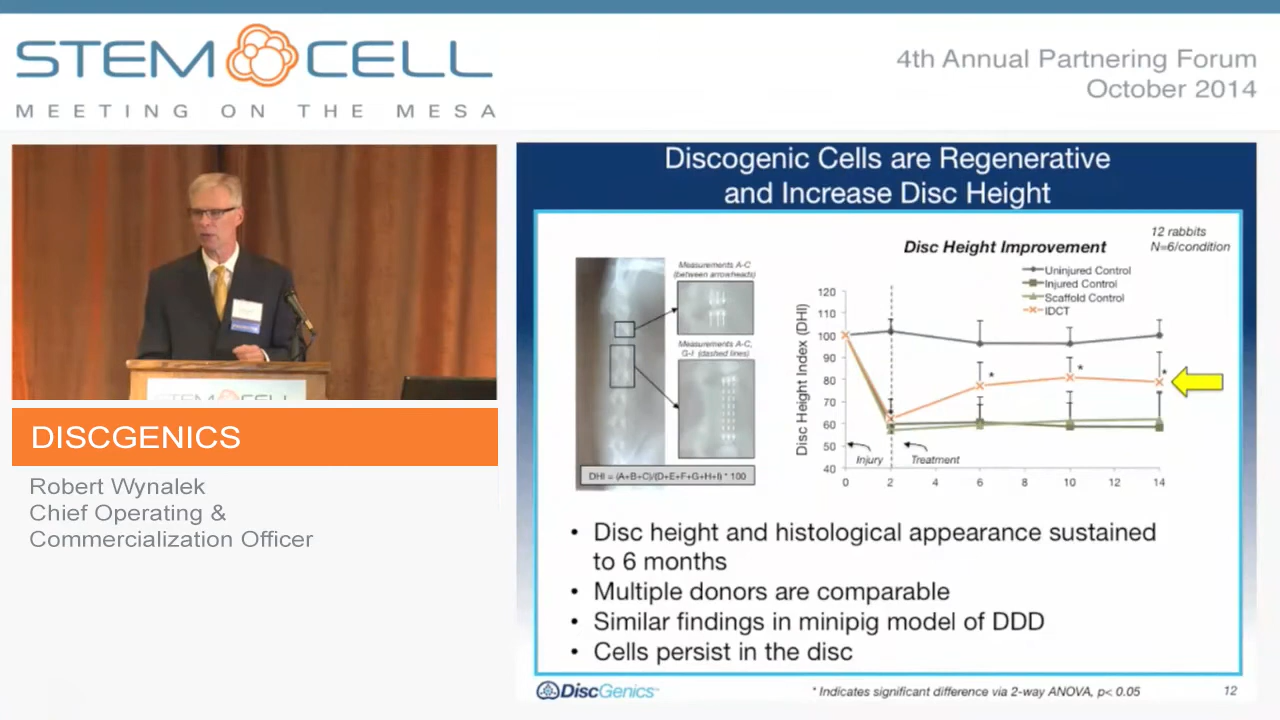 STEM CELL
MEETING ON THE MESA
4th Annual Partnering Forum
October 2014
STEM CELL
DISCGENICS
Robert Wynalek
Chief Operating &
Commercialization Officer
Discogenic Cells are Regenerative
and Increase Disc Height
Measurements A-C
(between arrowheads)
Measurements A-C,
G-I (dashed lines)
DHI = (A+B+C)/(D+E+F+G+H+I) * 100
Disc Height Improvement
12 rabbits
N=6/condition
Uninjured Control
Injured Control
Scaffold Control
IDCT
Disc Height Index (DHI)
120
110
100
90
80
70
60
50
40
Injury
Treatment
0 2 4 6 8 10 12 14
* * *
• Disc height and histological appearance sustained
to 6 months
• Multiple donors are comparable
• Similar findings in minipig model of DDD
• Cells persist in the disc
DiscGenics
* Indicates significant difference via 2-way ANOVA, p< 0.05
12